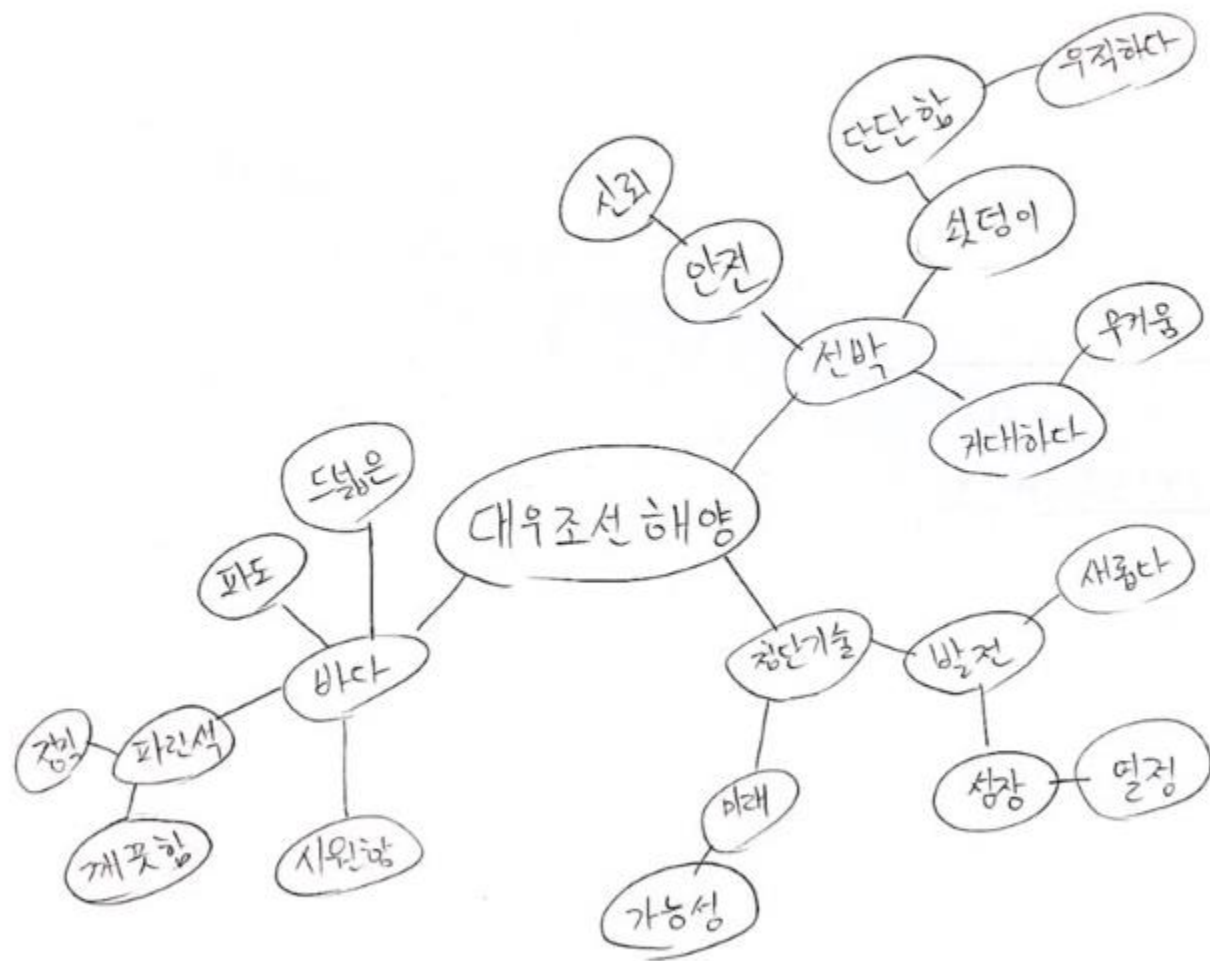 우직하다
단단함
신뢰
쇳덩이
안전
무거움
선박
거대하다
드넓은
대우조선해양
파도
새롭다
첨단기술
발전
바다
정직
파란색
미래
성장
열정
깨끗함
시원함
가능성